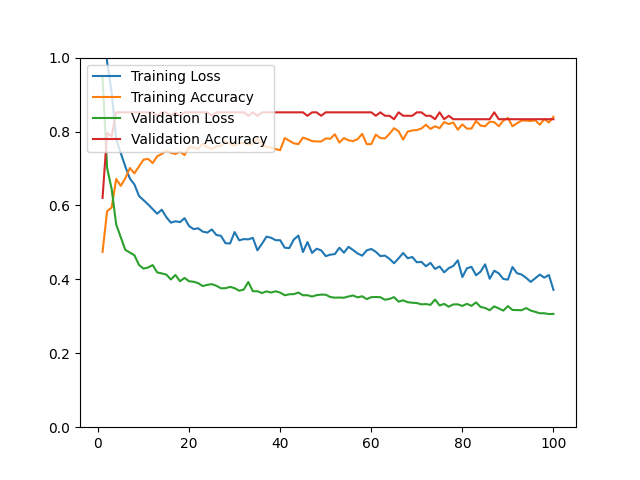 1.0
0.8
0.6
0.4
0.2
0.0
0 20 40 60 80 100
Training Loss
Training Accuracy
Validation Loss
Validation Accuracy